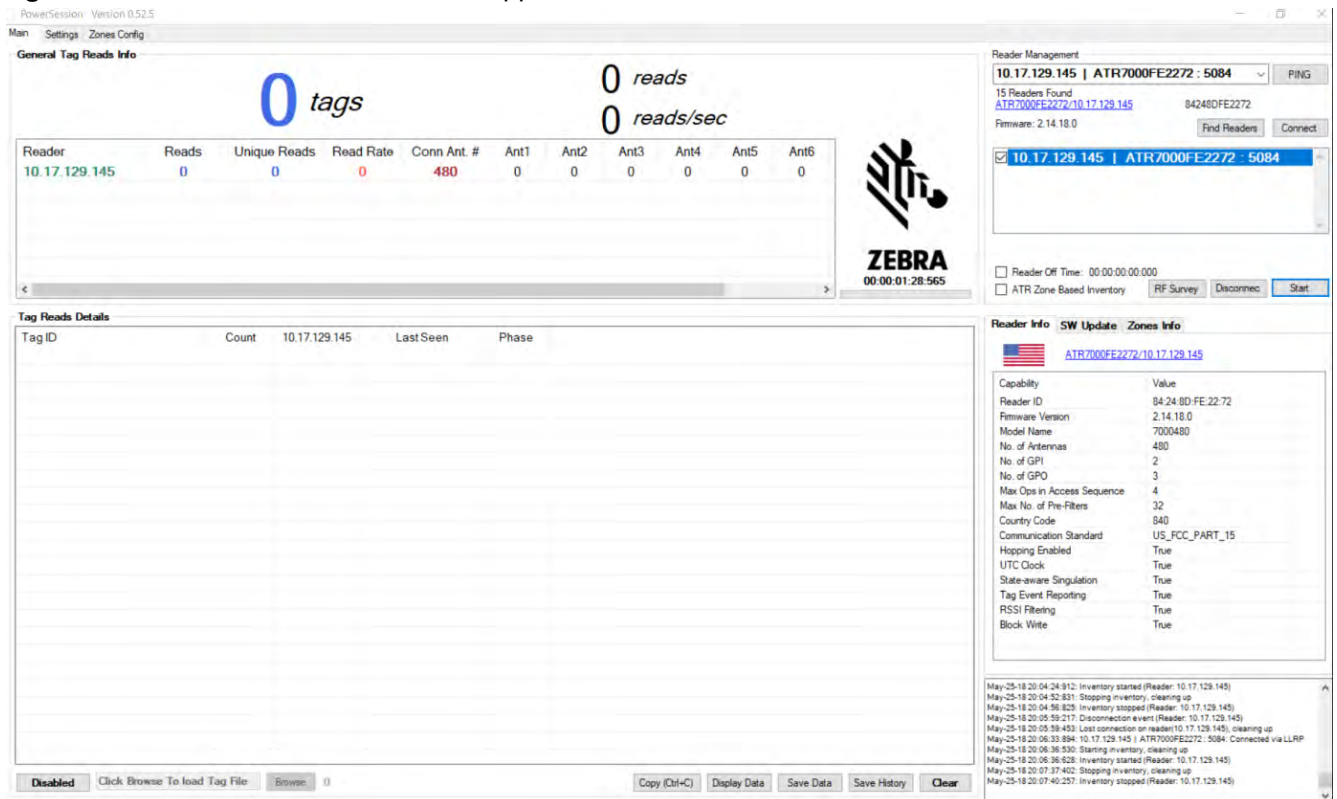 PowerSession Version 0.52.5
Main Settings Zones Config
General Tag Reads Info
0 tags
0 reads
0 reads/sec
Reader Reads Unique Reads Read Rate Conn Ant. # Ant1 Ant2 Ant3 Ant4 Ant5 Ant6
10.17.129.145 0 0 0 480 0 0 0 0 0 0
ZEBRA
00:00:01:28:565
Reader Management
10.17.129.145 | ATR7000FE2272 : 5084 PING
15 Readers Found
ATR7000FE2272/10.17.129.145 84248DFE2272
Firmware: 2.14.18.0 Find Readers Connect
10.17.129.145 | ATR7000FE2272 : 5084
Reader Off Time: 00:00:00:00:000
ATR Zone Based Inventory RF Survey Disconnec Start
Tag Reads Details
Tag ID Count 10.17.129.145 Last Seen Phase
Reader Info SW Update Zones Info
ATR7000FE2272/10.17.129.145
Capability Value
Reader ID 84:24:8D:FE:22:72
Firmware Version 2.14.18.0
Model Name 7000480
No. of Antennas 480
No. of GPI 2
No. of GPO 3
Max Ops in Access Sequence 4
Max No. of Pre-Filters 32
Country Code 840
Communication Standard US_FCC_PART_15
Hopping Enabled True
UTC Clock True
State-aware Singulation True
Tag Event Reporting True
RSSI Filtering True
Block Write True
May-25-18 20:04:24:912: Inventory started (Reader: 10.17.129.145)
May-25-18 20:04:52:831: Stopping inventory, cleaning up
May-25-18 20:04:56:825: Inventory stopped (Reader: 10.17.129.145)
May-25-18 20:05:59:217: Disconnection event (Reader: 10.17.129.145)
May-25-18 20:05:59:453: Lost connection on reader(10.17.129.145), cleaning up
May-25-18 20:06:33:894: 10.17.129.145 | ATR7000FE2272 : 5084: Connected via LLRP
May-25-18 20:06:36:530: Starting inventory, cleaning up
May-25-18 20:06:36:628: Inventory started (Reader: 10.17.129.145)
May-25-18 20:07:37:402: Stopping inventory, cleaning up
May-25-18 20:07:40:257: Inventory stopped (Reader: 10.17.129.145)
Disabled Click Browse To load Tag File Browse 0 Copy (Ctrl+C) Display Data Save Data Save History Clear